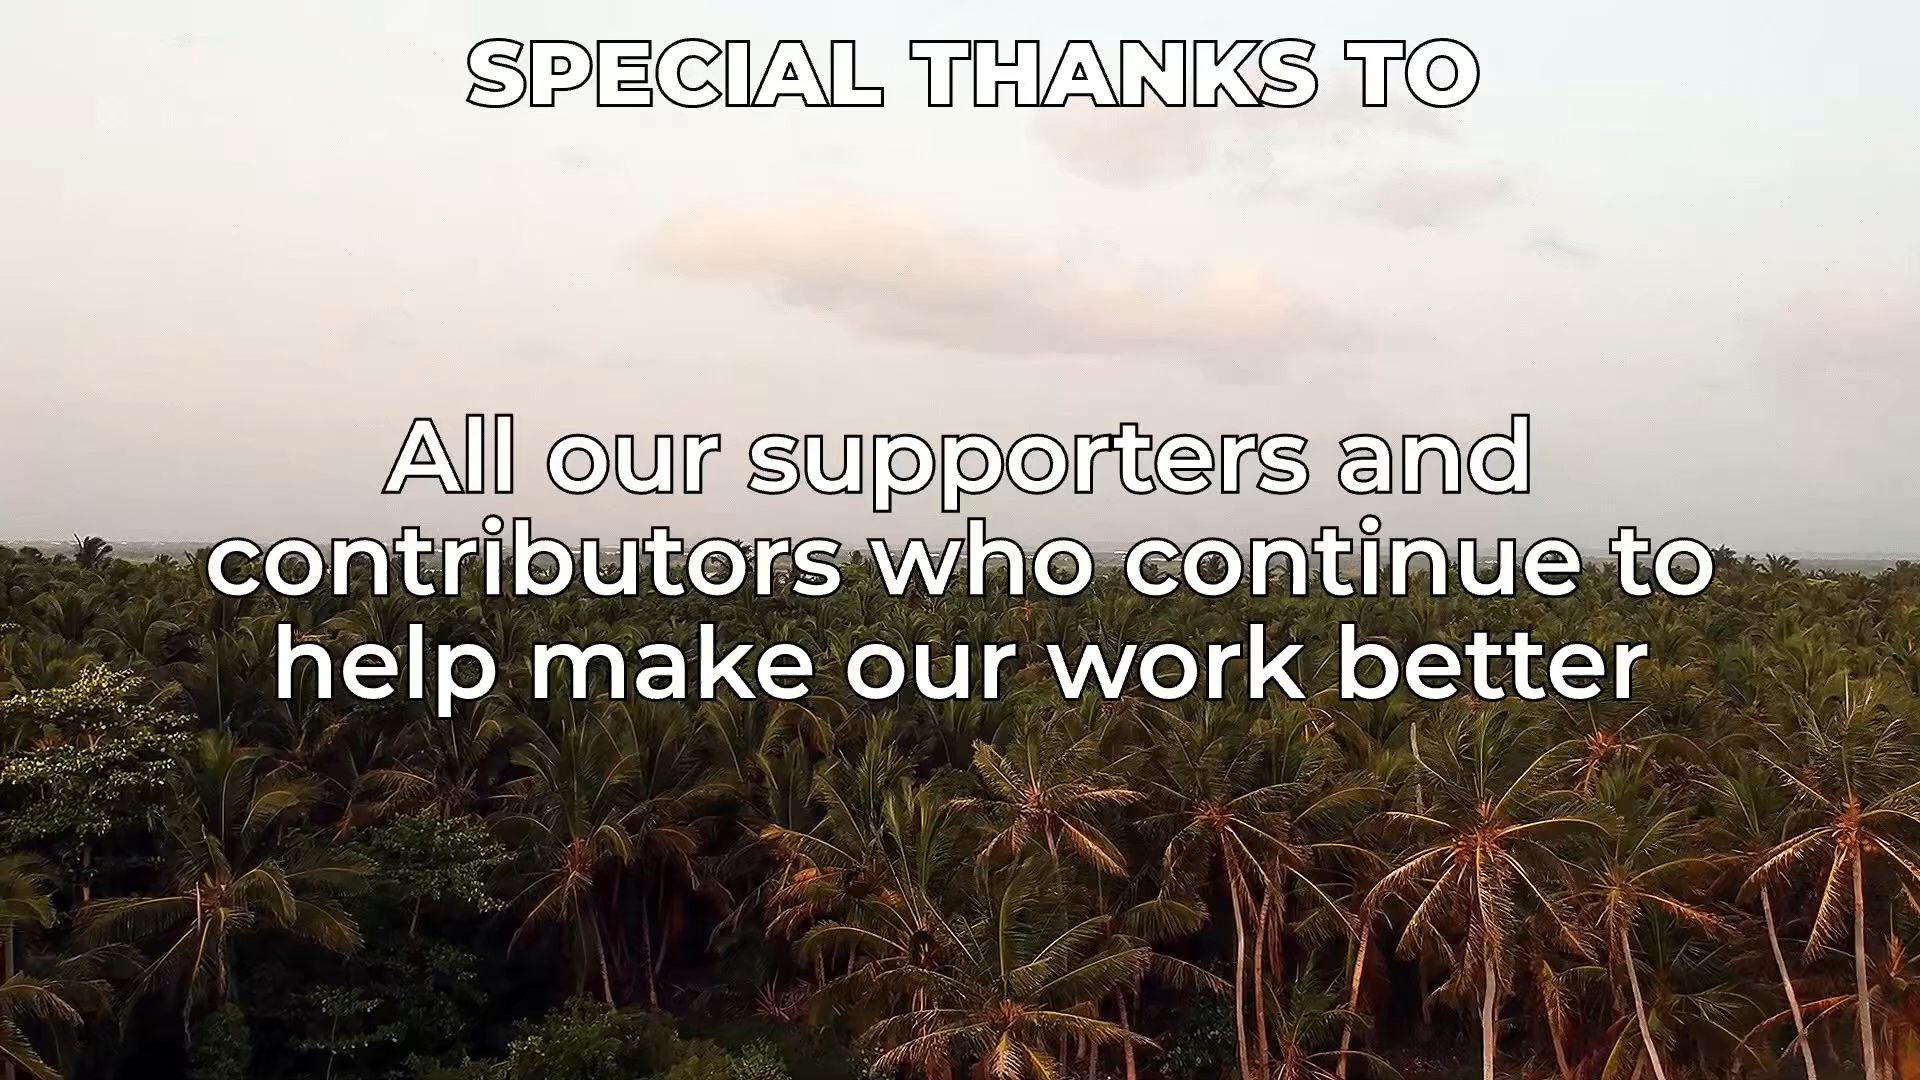 SPECIAL THANKS TO
All our supporters and
contributors who continue to
help make our work better